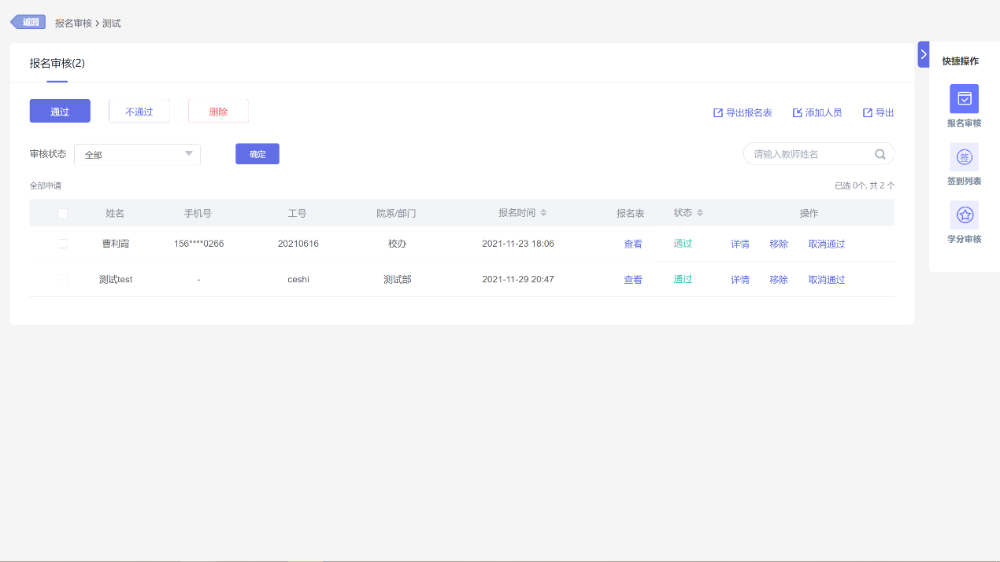 返回 报名审核 > 测试
报名审核(2)
快捷操作
通过 不通过 删除 导出报名表 添加人员 导出
报名审核
审核状态 全部 确定 请输入教师姓名
签
签到列表
全部申请 已选 0个, 共 2 个
姓名 手机号 工号 院系/部门 报名时间 报名表 状态 操作
曹利霞 156****0266 20210616 校办 2021-11-23 18:06 查看 通过 详情 移除 取消通过
学分审核
测试test - ceshi 测试部 2021-11-29 20:47 查看 通过 详情 移除 取消通过